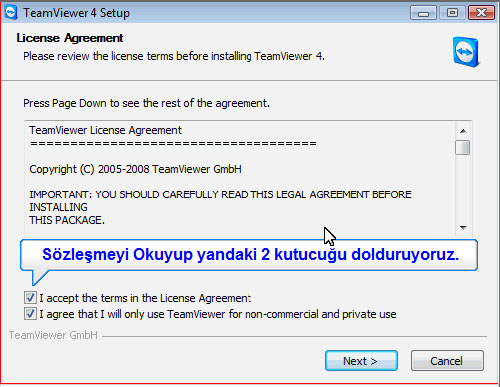 TeamViewer 4 Setup
License Agreement
Please review the license terms before installing TeamViewer 4.
Press Page Down to see the rest of the agreement.
TeamViewer License Agreement
====================================
Copyright (C) 2005-2008 TeamViewer GmbH
IMPORTANT: YOU SHOULD CAREFULLY READ THIS LEGAL AGREEMENT BEFORE
INSTALLING
THIS PACKAGE.
Sözleşmeyi Okuyup yandaki 2 kutucuğu dolduruyoruz.
I accept the terms in the License Agreement
I agree that I will only use TeamViewer for non-commercial and private use
TeamViewer GmbH
Next >
Cancel